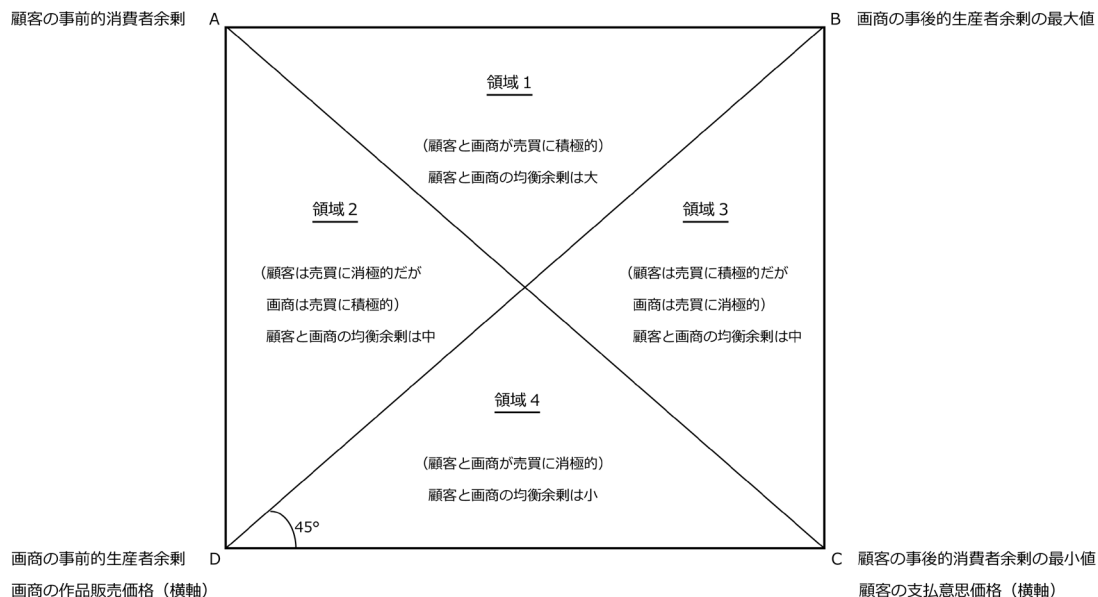 顧客の事前的消費者余剰
A
B
画商の事後的生産者余剰の最大値
領域1
(顧客と画商が売買に積極的)
顧客と画商の均衡余剰は大
領域2
(顧客は売買に消極的だが
画商は売買に積極的)
顧客と画商の均衡余剰は中
領域3
(顧客は売買に積極的だが
画商は売買に消極的)
顧客と画商の均衡余剰は中
領域4
(顧客と画商が売買に消極的)
顧客と画商の均衡余剰は小
45°
画商の事前的生産者余剰
D
C
顧客の事後的消費者余剰の最小値
画商の作品販売価格(横軸)
顧客の支払意思価格(横軸)